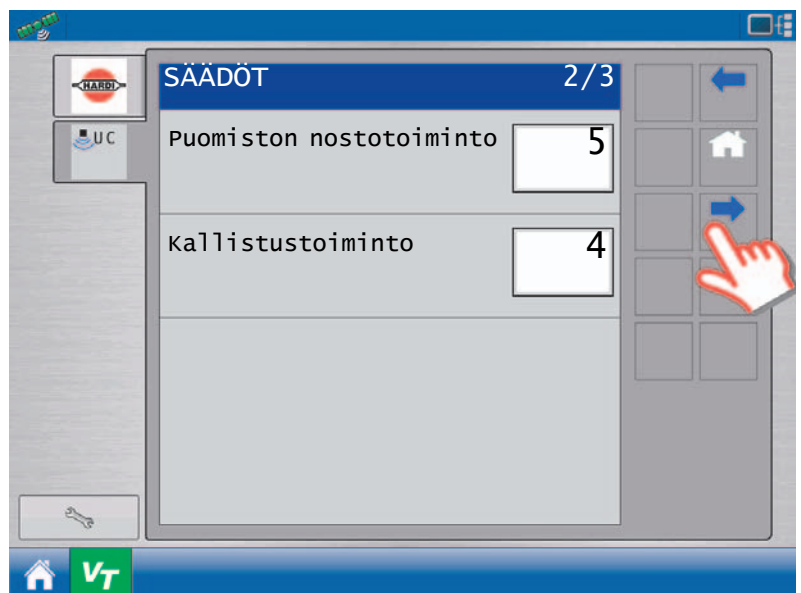 SÄÄDÖT 2/3
HARDI
UC
Puomiston nostotoiminto 5
Kallistustoiminto 4
VT